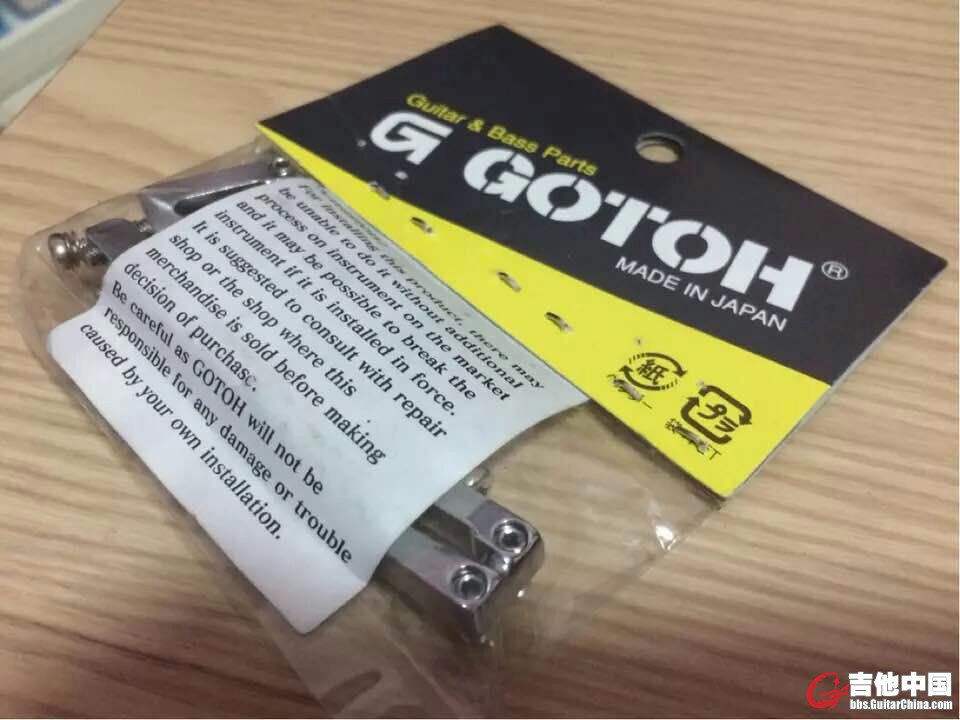 Guitar & Bass Parts
G GOTOH®
MADE IN JAPAN
紙
プラ
For installing this product there may
be unable to do it without additional
process on instrument on the market
and it may be possible to break the
instrument if it is installed in force.
It is suggested to consult with repair
shop or the shop where this
merchandise is sold before making
decision of purchase
Be careful as GOTOH will not be
responsible for any damage or trouble
caused by your own installation.
吉他中国
bbs.GuitarChina.com